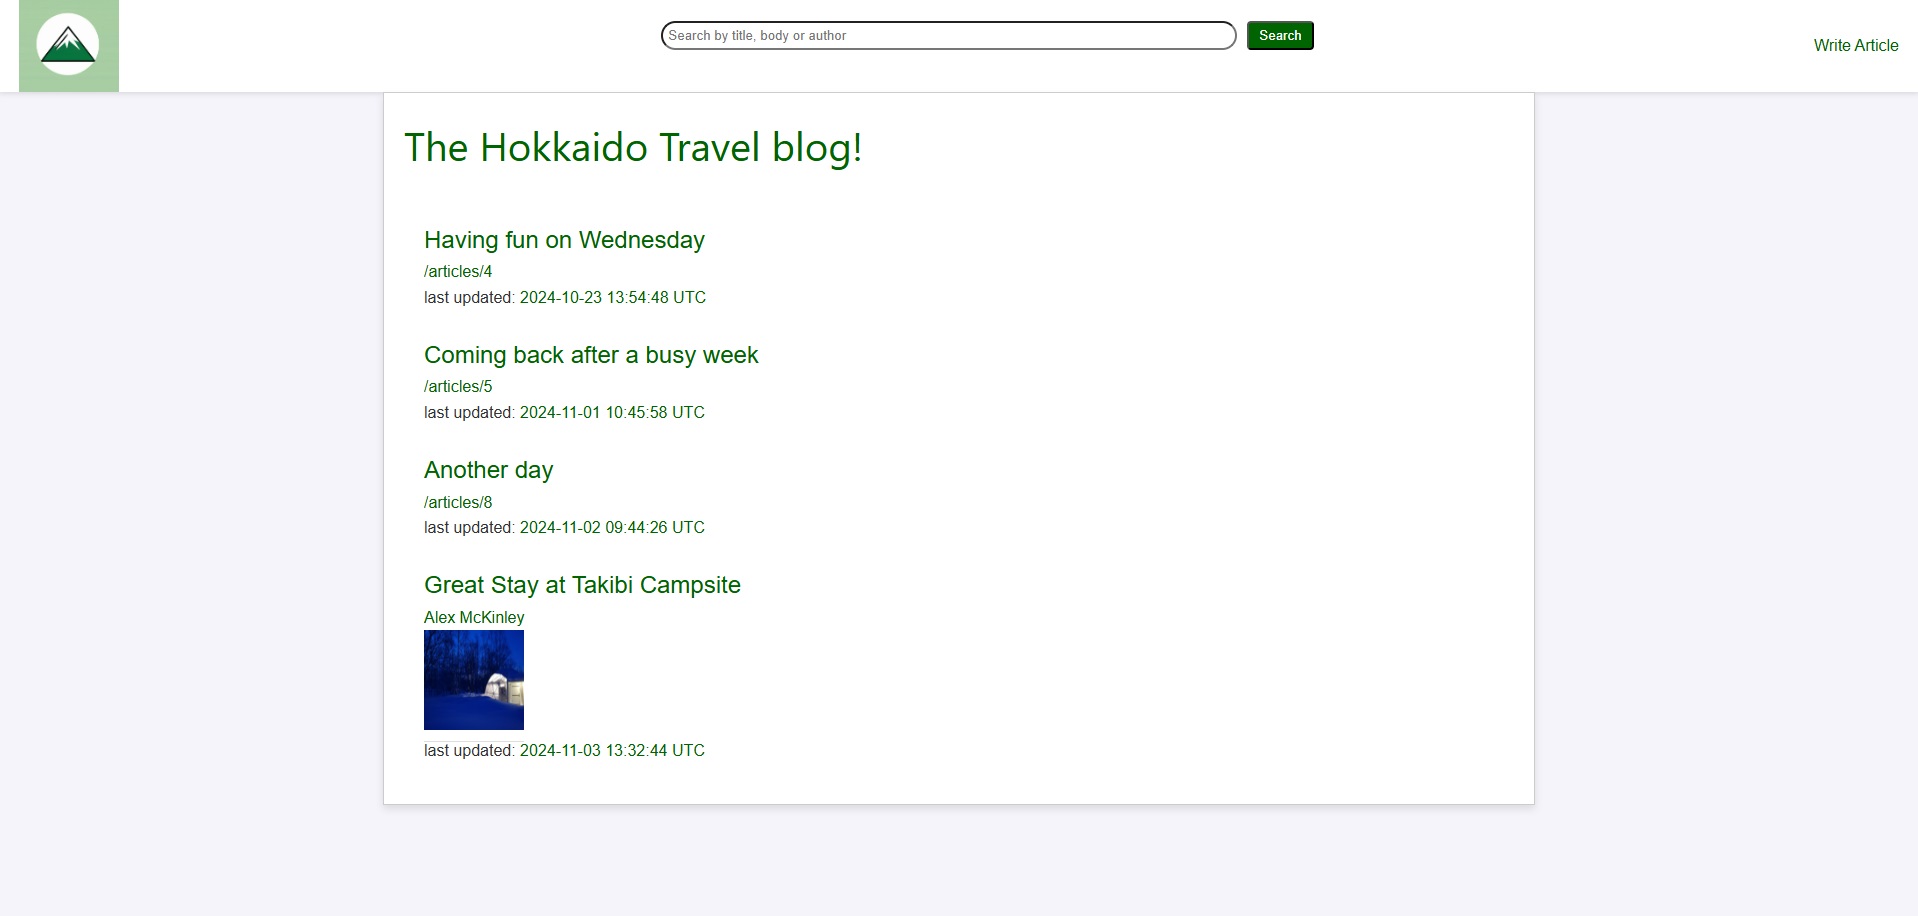 Search by title, body or author
Search
Write Article
The Hokkaido Travel blog!
Having fun on Wednesday
/articles/4
last updated: 2024-10-23 13:54:48 UTC
Coming back after a busy week
/articles/5
last updated: 2024-11-01 10:45:58 UTC
Another day
/articles/8
last updated: 2024-11-02 09:44:26 UTC
Great Stay at Takibi Campsite
Alex McKinley
last updated: 2024-11-03 13:32:44 UTC